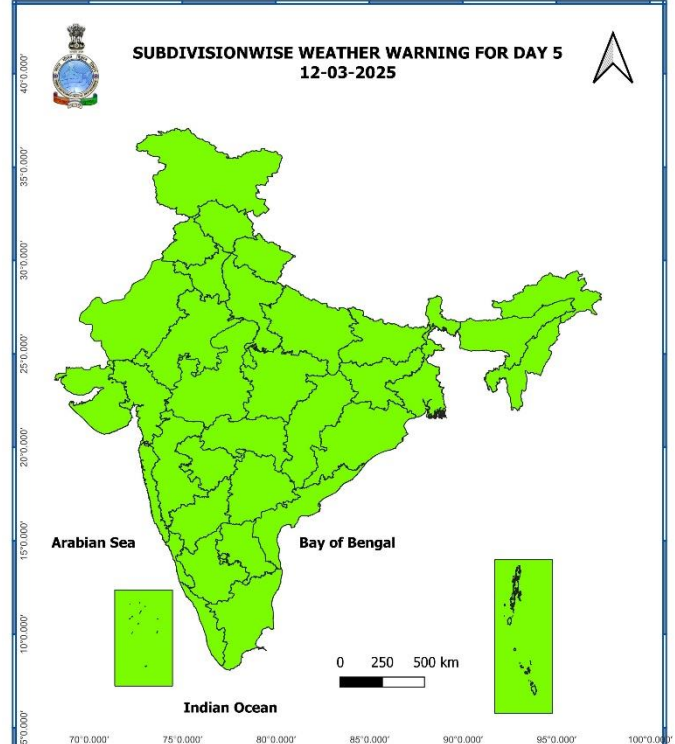 SUBDIVISIONWISE WEATHER WARNING FOR DAY 5
12-03-2025
40°0.000'
35°0.000'
30°0.000'
25°0.000'
20°0.000'
15°0.000'
10°0.000'
5°0.000'
Arabian Sea
Bay of Bengal
0 250 500 km
Indian Ocean
70°0.000' 75°0.000' 80°0.000' 85°0.000' 90°0.000' 95°0.000' 100°0.000'